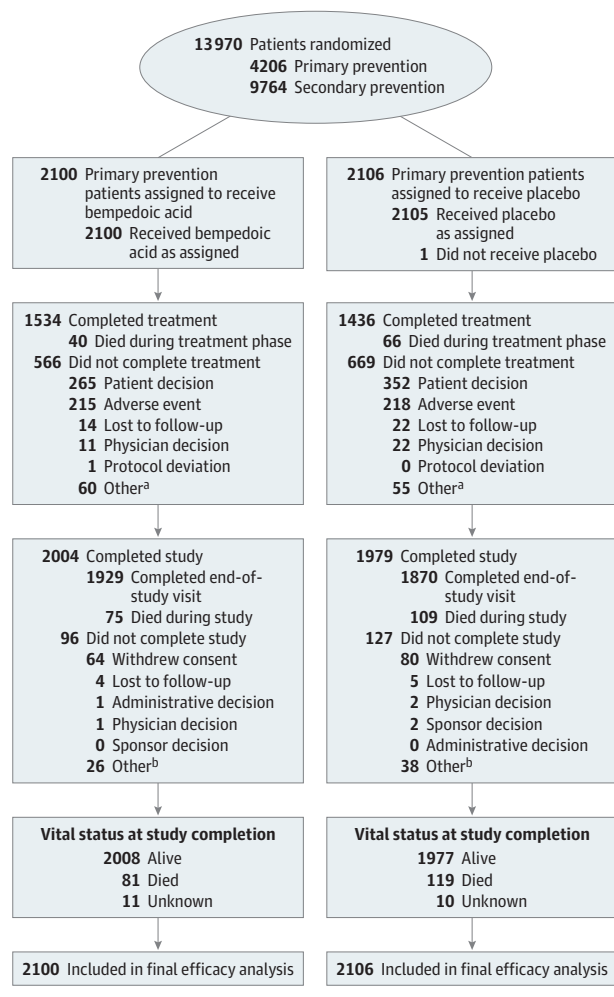 13970 Patients randomized
4206 Primary prevention
9764 Secondary prevention
2100 Primary prevention
patients assigned to receive
bempedoic acid
2100 Received bempedoic
acid as assigned
2106 Primary prevention patients
assigned to receive placebo
2105 Received placebo
as assigned
1 Did not receive placebo
1534 Completed treatment
40 Died during treatment phase
566 Did not complete treatment
265 Patient decision
215 Adverse event
14 Lost to follow-up
11 Physician decision
1 Protocol deviation
60 Otherᵃ
1436 Completed treatment
66 Died during treatment phase
669 Did not complete treatment
352 Patient decision
218 Adverse event
22 Lost to follow-up
22 Physician decision
0 Protocol deviation
55 Otherᵃ
2004 Completed study
1929 Completed end-of-
study visit
75 Died during study
96 Did not complete study
64 Withdrew consent
4 Lost to follow-up
1 Administrative decision
1 Physician decision
0 Sponsor decision
26 Otherᵇ
1979 Completed study
1870 Completed end-of-
study visit
109 Died during study
127 Did not complete study
80 Withdrew consent
5 Lost to follow-up
2 Physician decision
2 Sponsor decision
0 Administrative decision
38 Otherᵇ
Vital status at study completion
2008 Alive
81 Died
11 Unknown
Vital status at study completion
1977 Alive
119 Died
10 Unknown
2100 Included in final efficacy analysis
2106 Included in final efficacy analysis